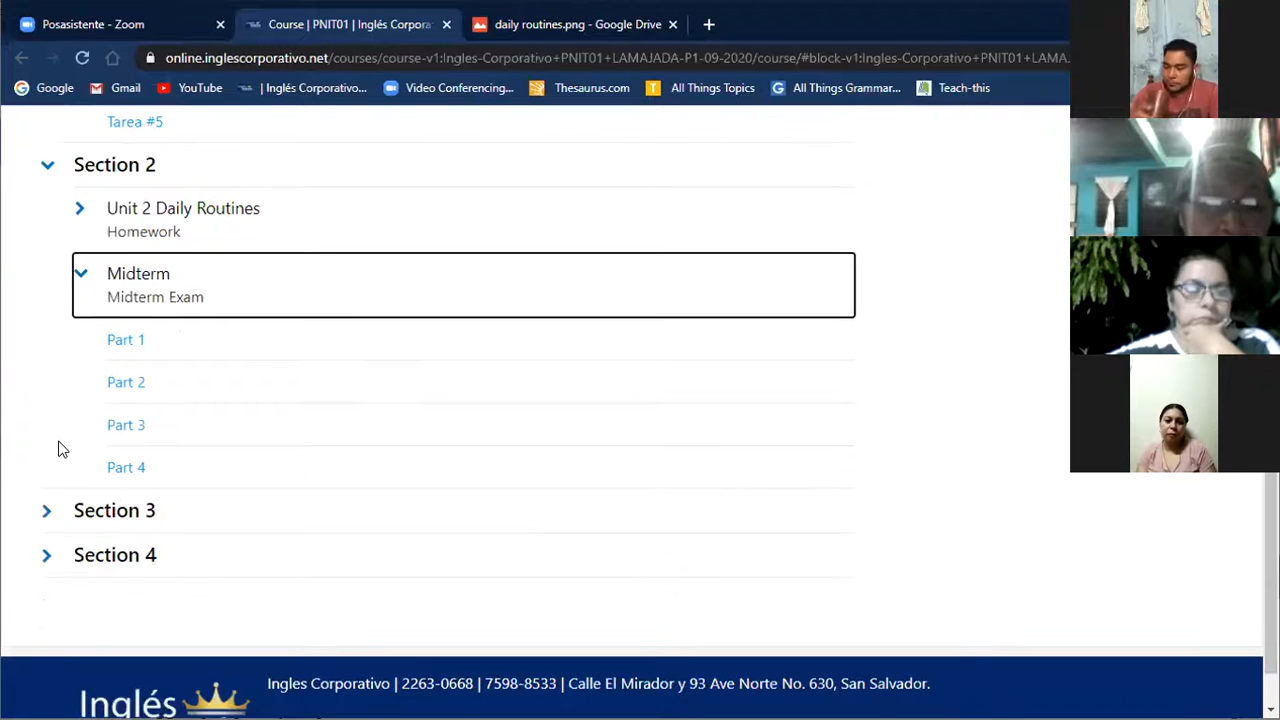 Posasistente - Zoom
Course | PNIT01 | Inglés Corpora
daily routines.png - Google Drive
online.inglescorporativo.net/courses/course-v1:Ingles-Corporativo+PNIT01+LAMAJADA-P1-09-2020/course/#block-v1:Ingles-Corporativo+PNIT01+LAMAJ
Google
Gmail
YouTube
| Inglés Corporativo...
Video Conferencing,...
Thesaurus.com
All Things Topics
All Things Grammar...
Teach-this
Tarea #5
Section 2
Unit 2 Daily Routines
Homework
Midterm
Midterm Exam
Part 1
Part 2
Part 3
Part 4
Section 3
Section 4
Inglés
Ingles Corporativo | 2263-0668 | 7598-8533 | Calle El Mirador y 93 Ave Norte No. 630, San Salvador.